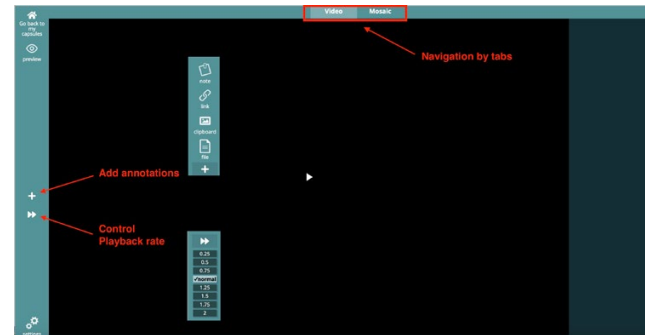 Go back to
my
capsules
preview
Video Mosaic
Navigation by tabs
note
link
clipboard
file
Add annotations
Control
Playback rate
0.25
0.5
0.75
✓normal
1.25
1.5
1.75
2
settings